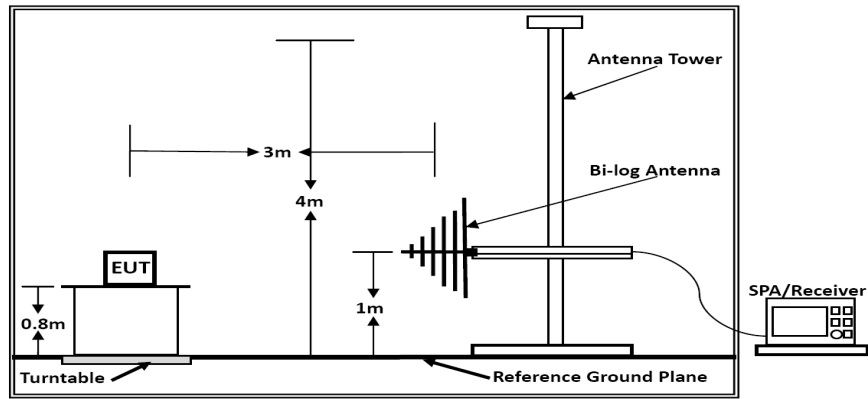 Antenna Tower
3m
Bi-log Antenna
4m
EUT
SPA/Receiver
0.8m
1m
Turntable
Reference Ground Plane